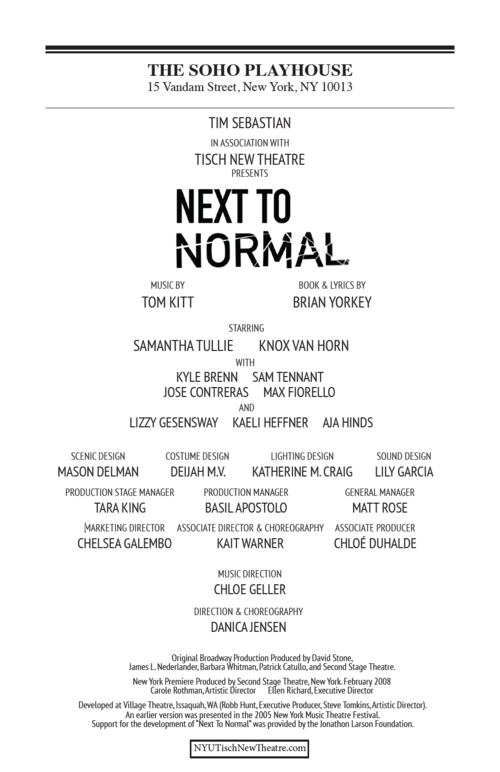 THE SOHO PLAYHOUSE
15 Vandam Street, New York, NY 10013
TIM SEBASTIAN
IN ASSOCIATION WITH
TISCH NEW THEATRE
PRESENTS
NEXT TO
NORMAL
MUSIC BY BOOK & LYRICS BY
TOM KITT BRIAN YORKEY
STARRING
SAMANTHA TULLIE KNOX VAN HORN
WITH
KYLE BRENN SAM TENNANT
JOSE CONTRERAS MAX FIORELLO
AND
LIZZY GESENSWAY KAELI HEFFNER AJA HINDS
SCENIC DESIGN COSTUME DESIGN LIGHTING DESIGN SOUND DESIGN
MASON DELMAN DEIJAH M.V. KATHERINE M. CRAIG LILY GARCIA
PRODUCTION STAGE MANAGER PRODUCTION MANAGER GENERAL MANAGER
TARA KING BASIL APOSTOLO MATT ROSE
MARKETING DIRECTOR ASSOCIATE DIRECTOR & CHOREOGRAPHY ASSOCIATE PRODUCER
CHELSEA GALEMBO KAIT WARNER CHLOÉ DUHALDE
MUSIC DIRECTION
CHLOE GELLER
DIRECTION & CHOREOGRAPHY
DANICA JENSEN
Original Broadway Production Produced by David Stone,
James L. Nederlander, Barbara Whitman, Patrick Catullo, and Second Stage Theatre.
New York Premiere Produced by Second Stage Theatre, New York. February 2008
Carole Rothman, Artistic Director Ellen Richard, Executive Director
Developed at Village Theatre, Issaquah, WA (Robb Hunt, Executive Producer, Steve Tomkins, Artistic Director).
An earlier version was presented in the 2005 New York Music Theatre Festival.
Support for the development of "Next To Normal" was provided by the Jonathon Larson Foundation.
NYUTischNewTheatre.com